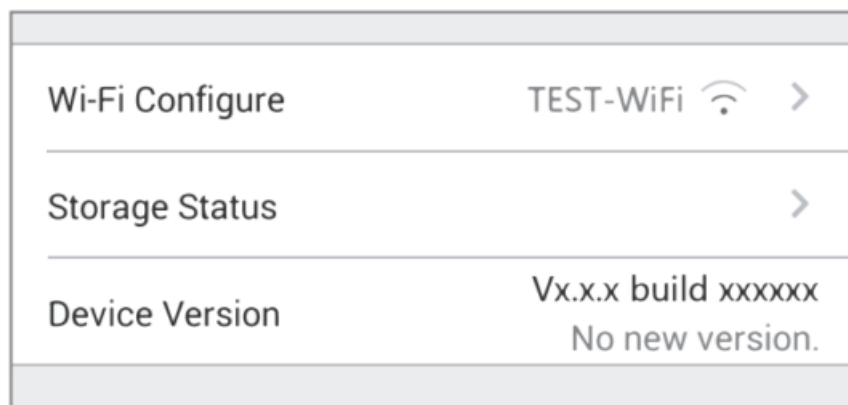 Wi-Fi Configure TEST-WiFi
Storage Status
Device Version Vx.x.x build xxxxxx
No new version.